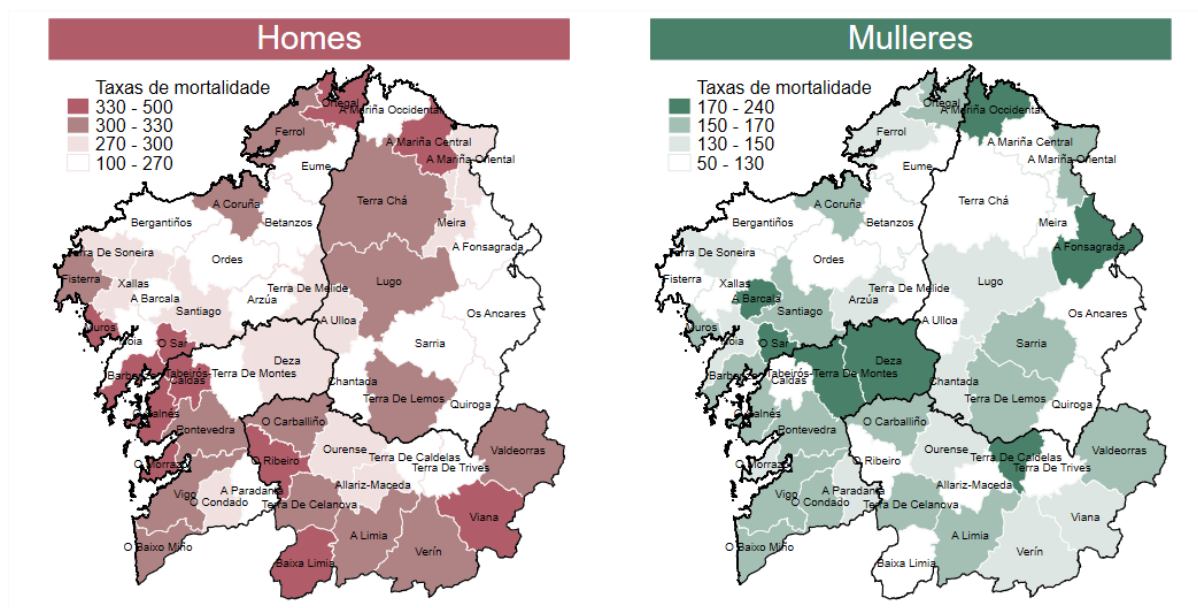 Homes
Taxas de mortalidade
330 - 500
300 - 330
270 - 300
100 - 270
Ortegal
A Mariña Occidental
Ferrol
A Mariña Central
A Mariña Oriental
Eume
A Coruña
Terra Chá
Bergantiños
Betanzos
Meira
Terra De Soneira
Ordes
A Fonsagrada
Fisterra
Xallas
Lugo
A Barcala
Arzúa
Terra De Melide
Santiago
A Ulloa
Os Ancares
Muros
Noia
O Sar
Sarria
Deza
Barbanza
Caldas
Tabeirós-Terra De Montes
Chantada
Terra De Lemos
Quiroga
O Salnés
Pontevedra
O Carballiño
Ourense
Valdeorras
O Morrazo
O Ribeiro
Terra De Caldelas
Terra De Trives
Allariz-Maceda
Vigo
A Paradanta
O Condado
Terra De Celanova
Viana
O Baixo Miño
A Limia
Verín
Baixa Limia
Mulleres
Taxas de mortalidade
170 - 240
150 - 170
130 - 150
50 - 130
Ortegal
A Mariña Occidental
Ferrol
A Mariña Central
A Mariña Oriental
Eume
A Coruña
Terra Chá
Bergantiños
Betanzos
Meira
Terra De Soneira
Ordes
A Fonsagrada
Fisterra
Xallas
Lugo
A Barcala
Arzúa
Terra De Melide
Santiago
A Ulloa
Os Ancares
Muros
Noia
O Sar
Sarria
Deza
Barbanza
Caldas
Tabeirós-Terra De Montes
Chantada
Terra De Lemos
Quiroga
O Salnés
Pontevedra
O Carballiño
Ourense
Valdeorras
O Morrazo
O Ribeiro
Terra De Caldelas
Terra De Trives
Allariz-Maceda
Vigo
A Paradanta
O Condado
Terra De Celanova
Viana
O Baixo Miño
A Limia
Verín
Baixa Limia